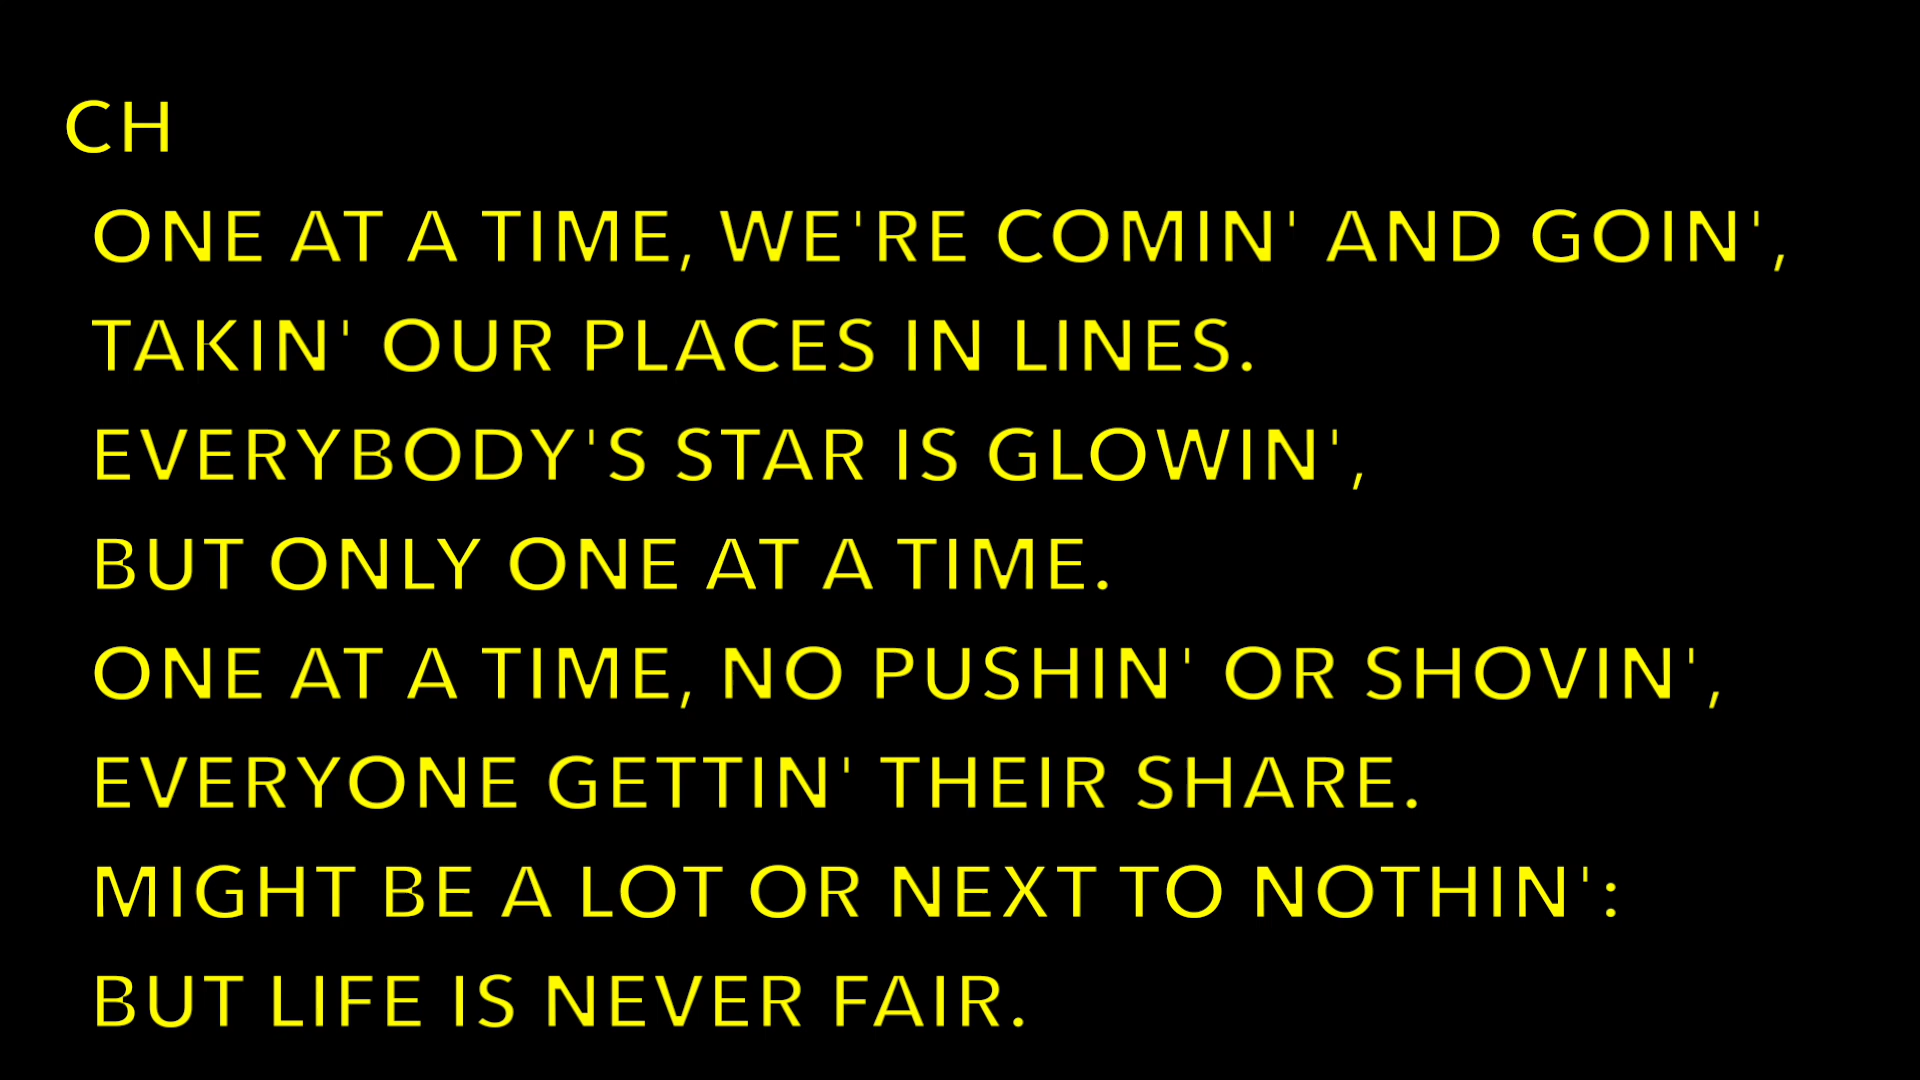 CH
ONE AT A TIME, WE'RE COMIN' AND GOIN',
TAKIN' OUR PLACES IN LINES.
EVERYBODY'S STAR IS GLOWIN',
BUT ONLY ONE AT A TIME.
ONE AT A TIME, NO PUSHIN' OR SHOVIN',
EVERYONE GETTIN' THEIR SHARE.
MIGHT BE A LOT OR NEXT TO NOTHIN':
BUT LIFE IS NEVER FAIR.